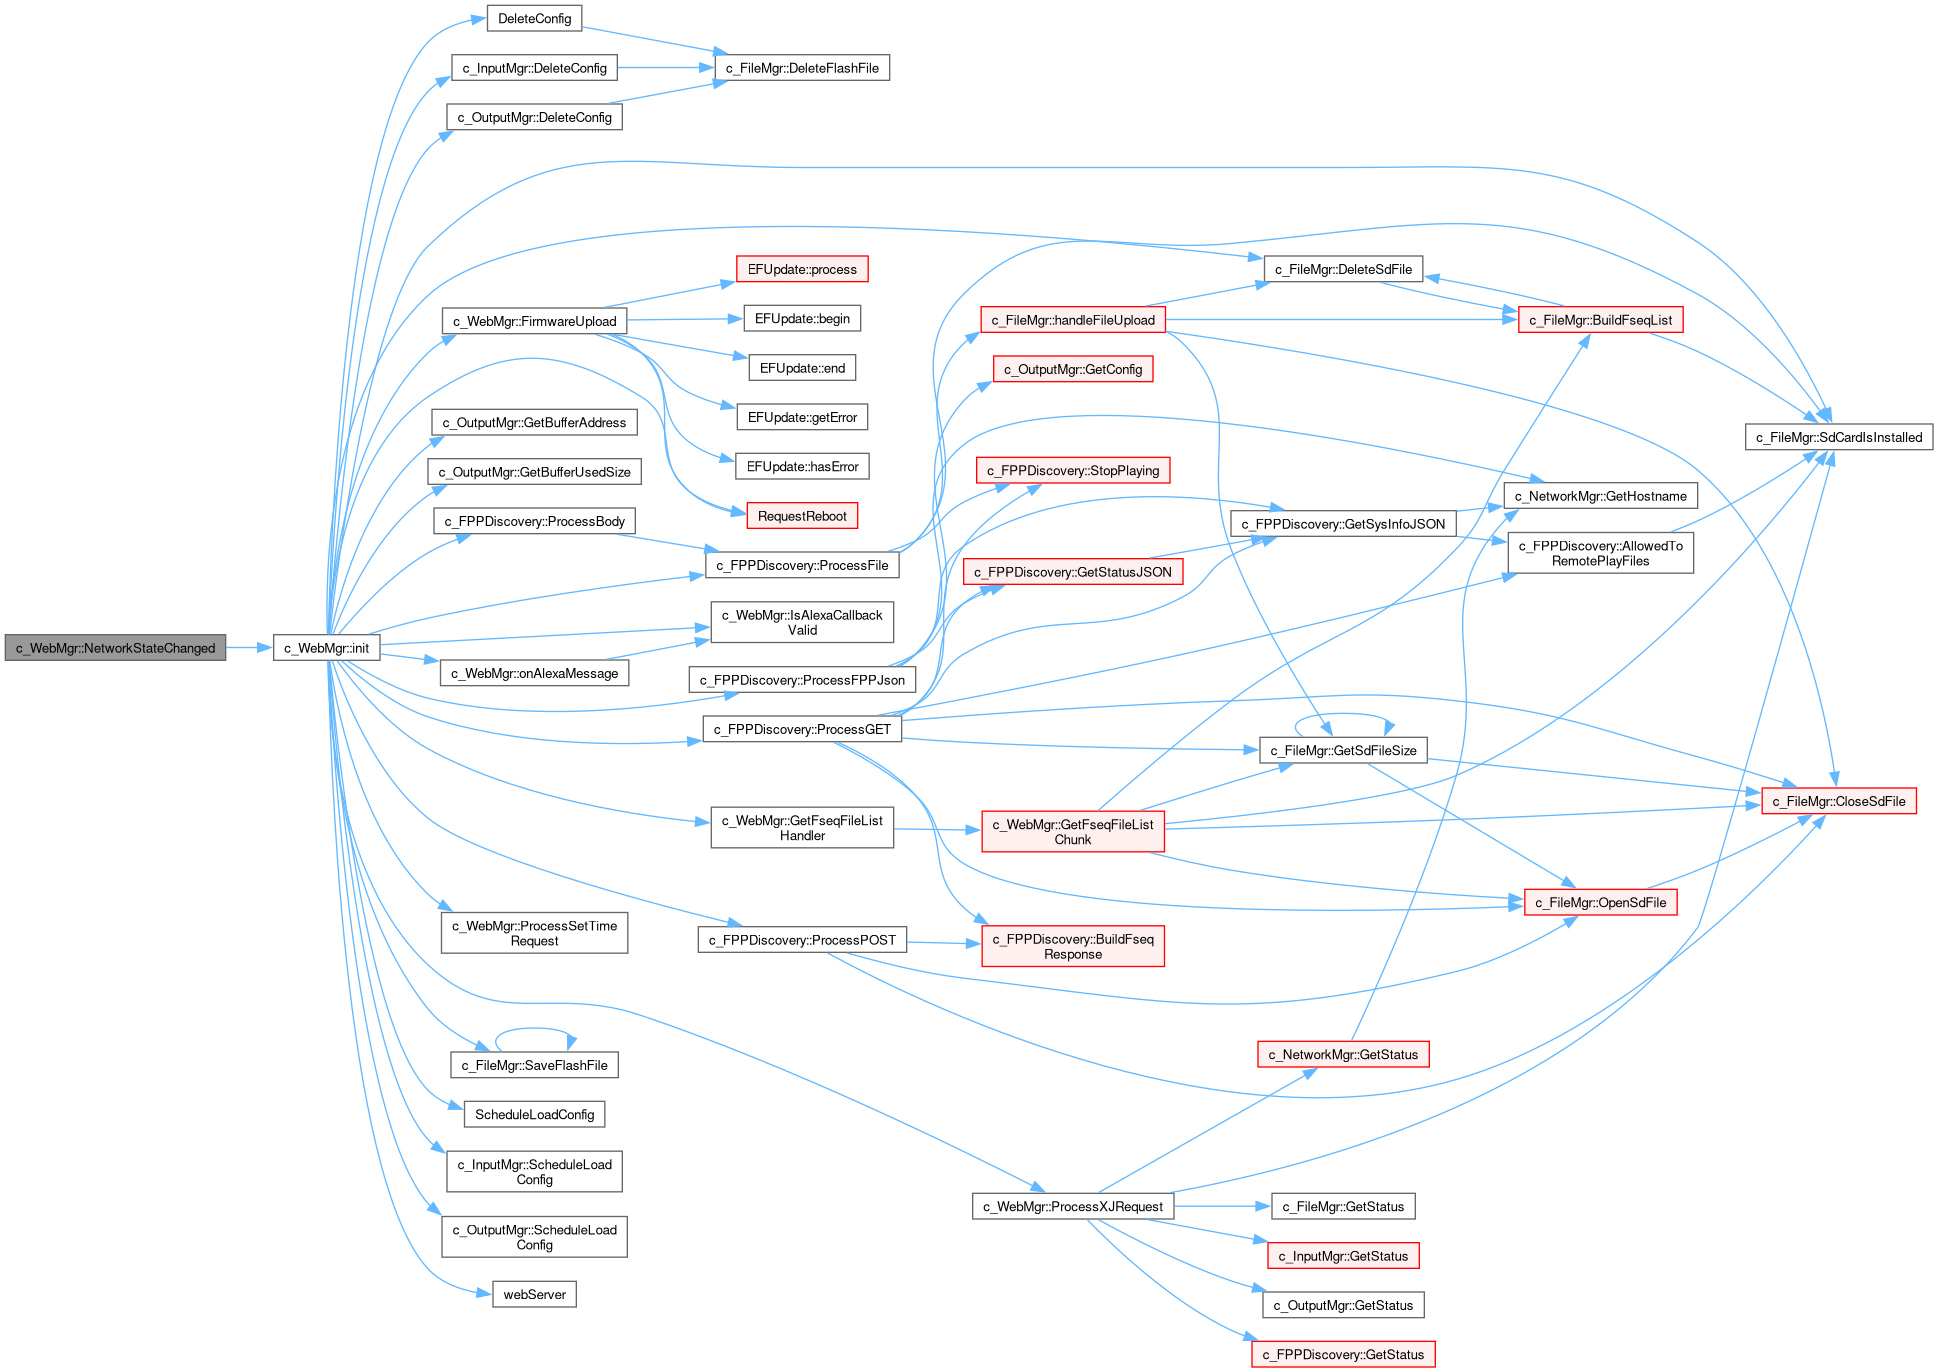 DeleteConfig
c_InputMgr::DeleteConfig
c_FileMgr::DeleteFlashFile
c_OutputMgr::DeleteConfig
EFUpdate::process
c_FileMgr::DeleteSdFile
c_WebMgr::FirmwareUpload
EFUpdate::begin
c_FileMgr::handleFileUpload
c_FileMgr::BuildFseqList
EFUpdate::end
c_OutputMgr::GetConfig
c_OutputMgr::GetBufferAddress
EFUpdate::getError
c_FileMgr::SdCardIsInstalled
c_OutputMgr::GetBufferUsedSize
EFUpdate::hasError
c_FPPDiscovery::StopPlaying
c_NetworkMgr::GetHostname
c_FPPDiscovery::ProcessBody
RequestReboot
c_FPPDiscovery::GetSysInfoJSON
c_FPPDiscovery::AllowedTo
RemotePlayFiles
c_FPPDiscovery::ProcessFile
c_FPPDiscovery::GetStatusJSON
c_WebMgr::IsAlexaCallback
Valid
c_WebMgr::NetworkStateChanged
c_WebMgr::init
c_WebMgr::onAlexaMessage
c_FPPDiscovery::ProcessFPPJson
c_FPPDiscovery::ProcessGET
c_FileMgr::GetSdFileSize
c_FileMgr::CloseSdFile
c_WebMgr::GetFseqFileList
Handler
c_WebMgr::GetFseqFileList
Chunk
c_FileMgr::OpenSdFile
c_WebMgr::ProcessSetTime
Request
c_FPPDiscovery::ProcessPOST
c_FPPDiscovery::BuildFseq
Response
c_NetworkMgr::GetStatus
c_FileMgr::SaveFlashFile
ScheduleLoadConfig
c_InputMgr::ScheduleLoad
Config
c_WebMgr::ProcessXJRequest
c_FileMgr::GetStatus
c_OutputMgr::ScheduleLoad
Config
c_InputMgr::GetStatus
webServer
c_OutputMgr::GetStatus
c_FPPDiscovery::GetStatus